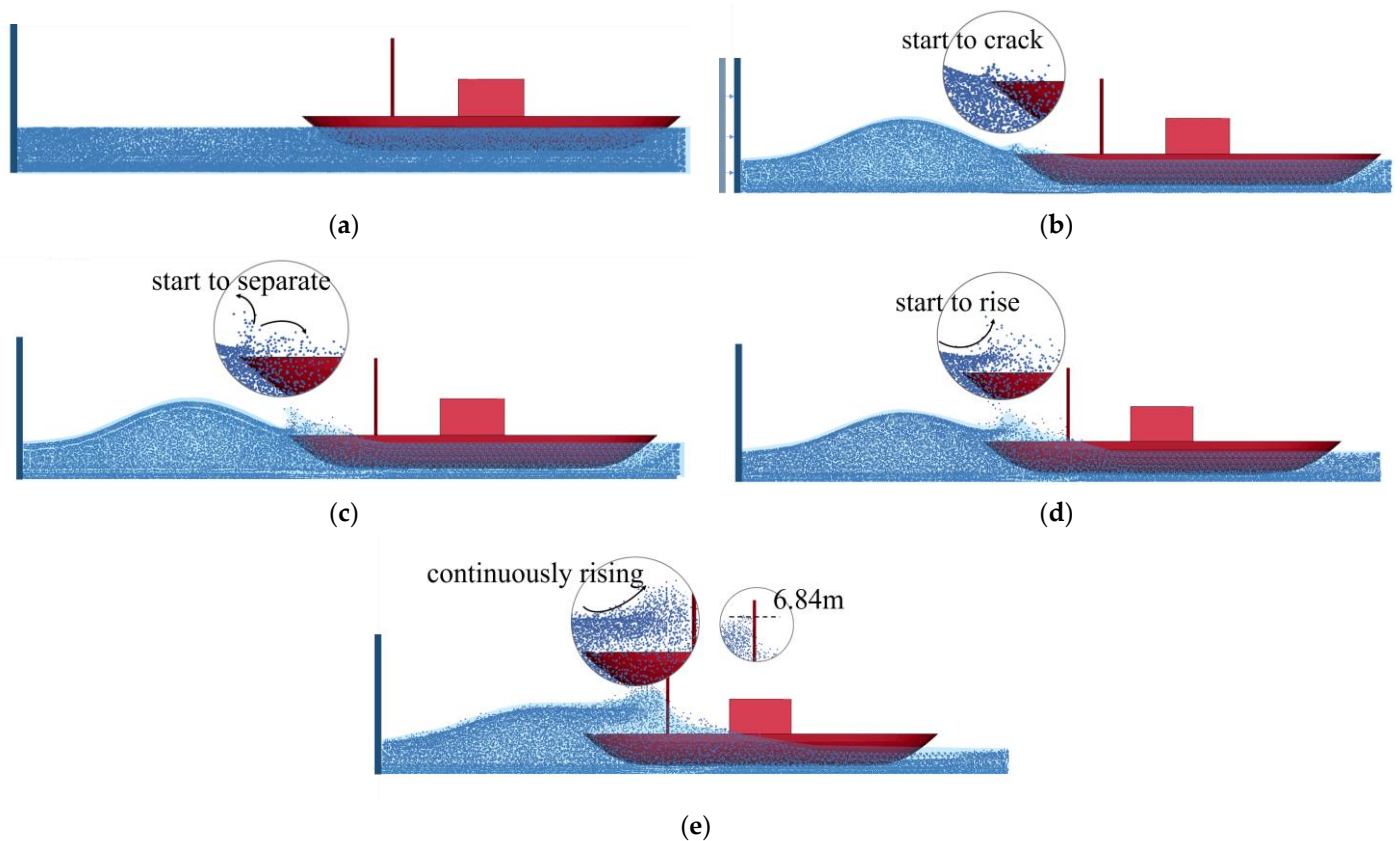 (a)
start to crack
(b)
start to separate
(c)
start to rise
(d)
continuously rising
6.84m
(e)